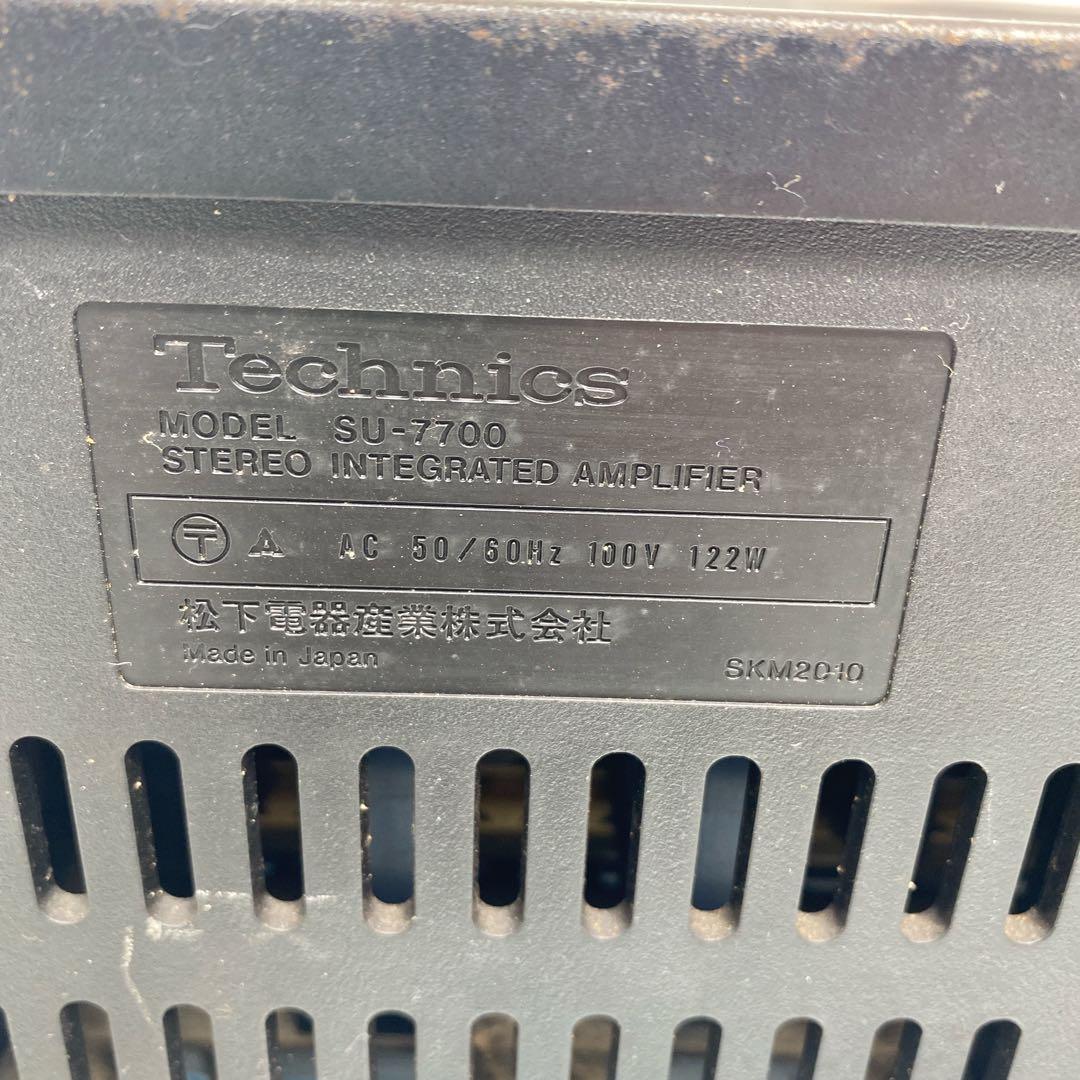 Technics
MODEL SU-7700
STEREO INTEGRATED AMPLIFIER
T A AC 50/60Hz 100V 122W
松下電器産業株式会社
Made in Japan
SKM2010